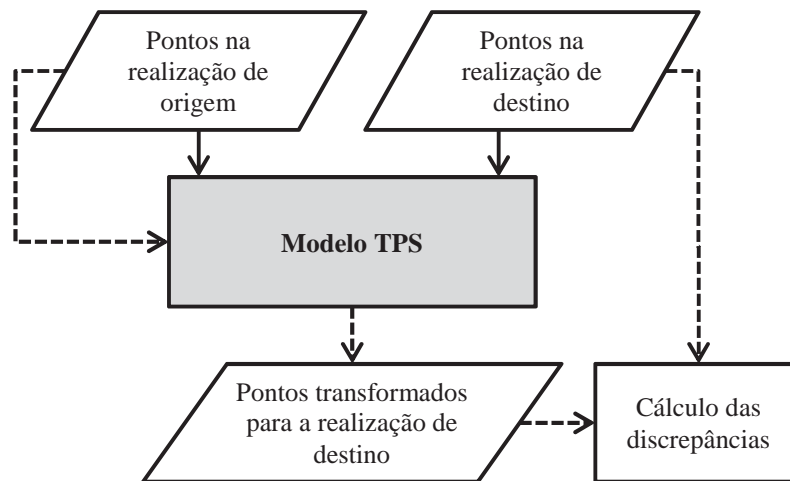 Pontos na
realização de
origem
Pontos na
realização de
destino
Modelo TPS
Pontos transformados
para a realização de
destino
Cálculo das
discrepâncias